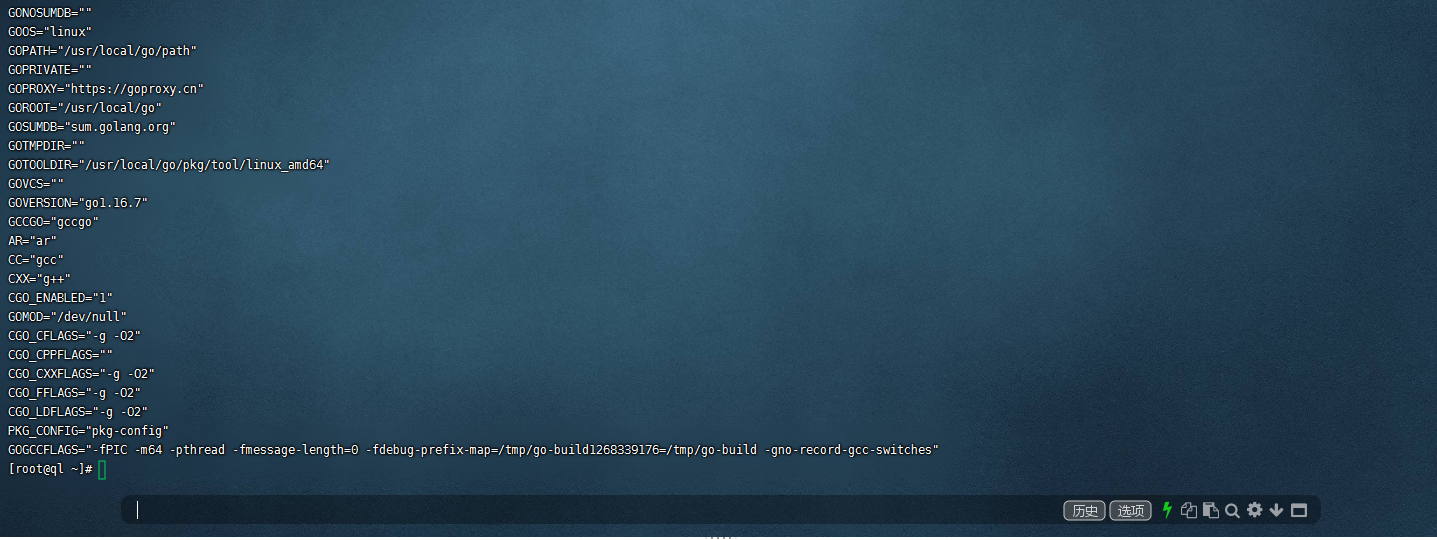 GONOSUMDB=""
GOOS="linux"
GOPATH="/usr/local/go/path"
GOPRIVATE=""
GOPROXY="https://goproxy.cn"
GOROOT="/usr/local/go"
GOSUMDB="sum.golang.org"
GOTMPDIR=""
GOTOOLDIR="/usr/local/go/pkg/tool/linux_amd64"
GOVCS=""
GOVERSION="go1.16.7"
GCCGO="gccgo"
AR="ar"
CC="gcc"
CXX="g++"
CGO_ENABLED="1"
GOMOD="/dev/null"
CGO_CFLAGS="-g -O2"
CGO_CPPFLAGS=""
CGO_CXXFLAGS="-g -O2"
CGO_FFLAGS="-g -O2"
CGO_LDFLAGS="-g -O2"
PKG_CONFIG="pkg-config"
GOGCCFLAGS="-fPIC -m64 -pthread -fmessage-length=0 -fdebug-prefix-map=/tmp/go-build1268339176=/tmp/go-build -gno-record-gcc-switches"
[root@ql ~]#
历史 选项